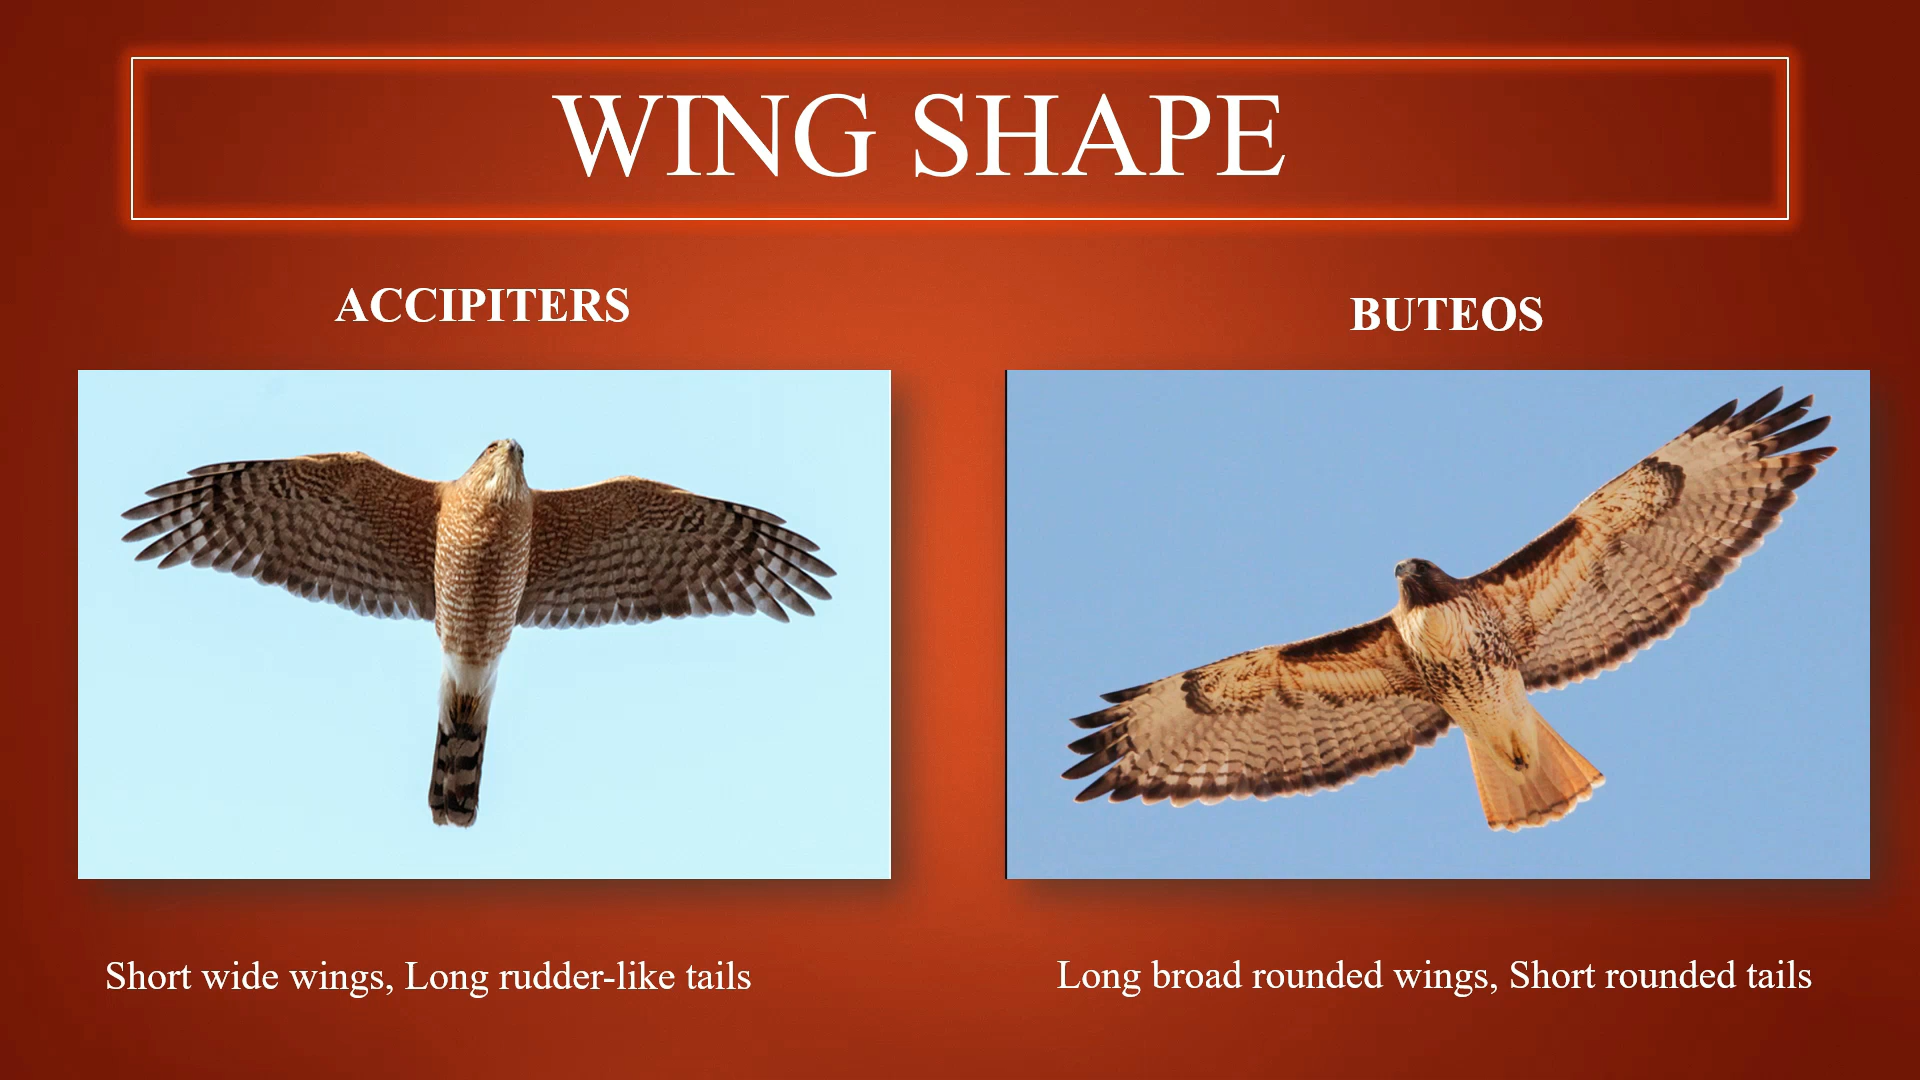 WING SHAPE
ACCIPITERS
BUTEOS
Short wide wings, Long rudder-like tails
Long broad rounded wings, Short rounded tails